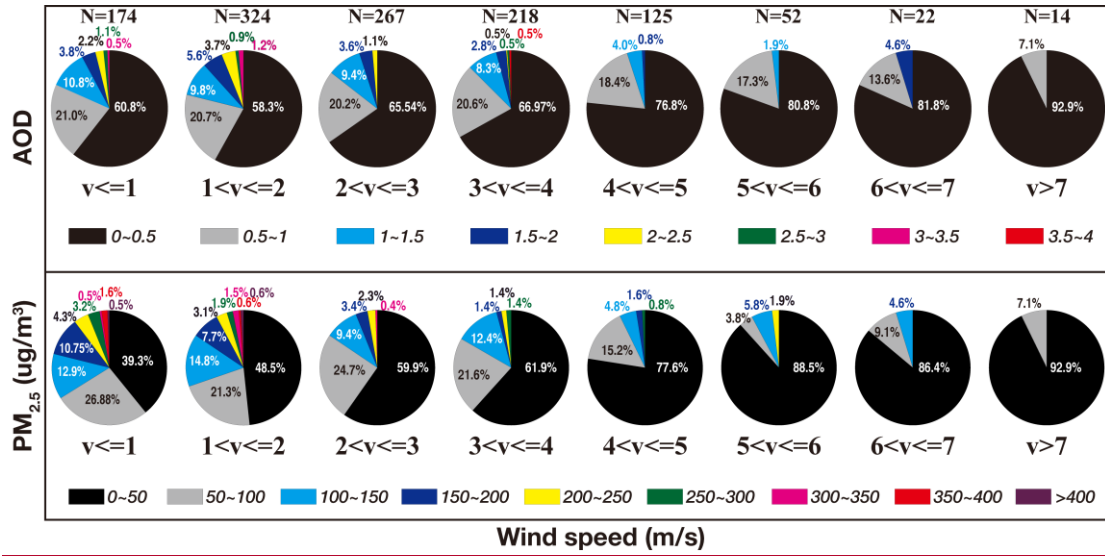 N=174 N=324 N=267 N=218 N=125 N=52 N=22 N=14
AOD
1.1% 2.2% 3.8% 0.5% 10.8% 21.0% 60.8%
0.9% 3.7% 5.6% 1.2% 9.8% 20.7% 58.3%
1.1% 3.6% 9.4% 20.2% 65.54%
0.5% 0.5% 2.8% 0.5% 8.3% 20.6% 66.97%
4.0% 0.8% 18.4% 76.8%
1.9% 17.3% 80.8%
4.6% 13.6% 81.8%
7.1% 92.9%
v<=1 1<v<=2 2<v<=3 3<v<=4 4<v<=5 5<v<=6 6<v<=7 v>7
0~0.5 0.5~1 1~1.5 1.5~2 2~2.5 2.5~3 3~3.5 3.5~4
PM2.5 (ug/m³)
0.5% 1.6% 3.2% 0.5% 4.3% 10.75% 12.9% 26.88% 39.3%
1.5% 0.6% 1.9% 0.6% 3.1% 7.7% 14.8% 21.3% 48.5%
2.3% 3.4% 0.4% 9.4% 24.7% 59.9%
1.4% 1.4% 1.4% 12.4% 21.6% 61.9%
1.6% 4.8% 0.8% 15.2% 77.6%
5.8% 1.9% 3.8% 88.5%
4.6% 9.1% 86.4%
7.1% 92.9%
v<=1 1<v<=2 2<v<=3 3<v<=4 4<v<=5 5<v<=6 6<v<=7 v>7
0~50 50~100 100~150 150~200 200~250 250~300 300~350 350~400 >400
Wind speed (m/s)